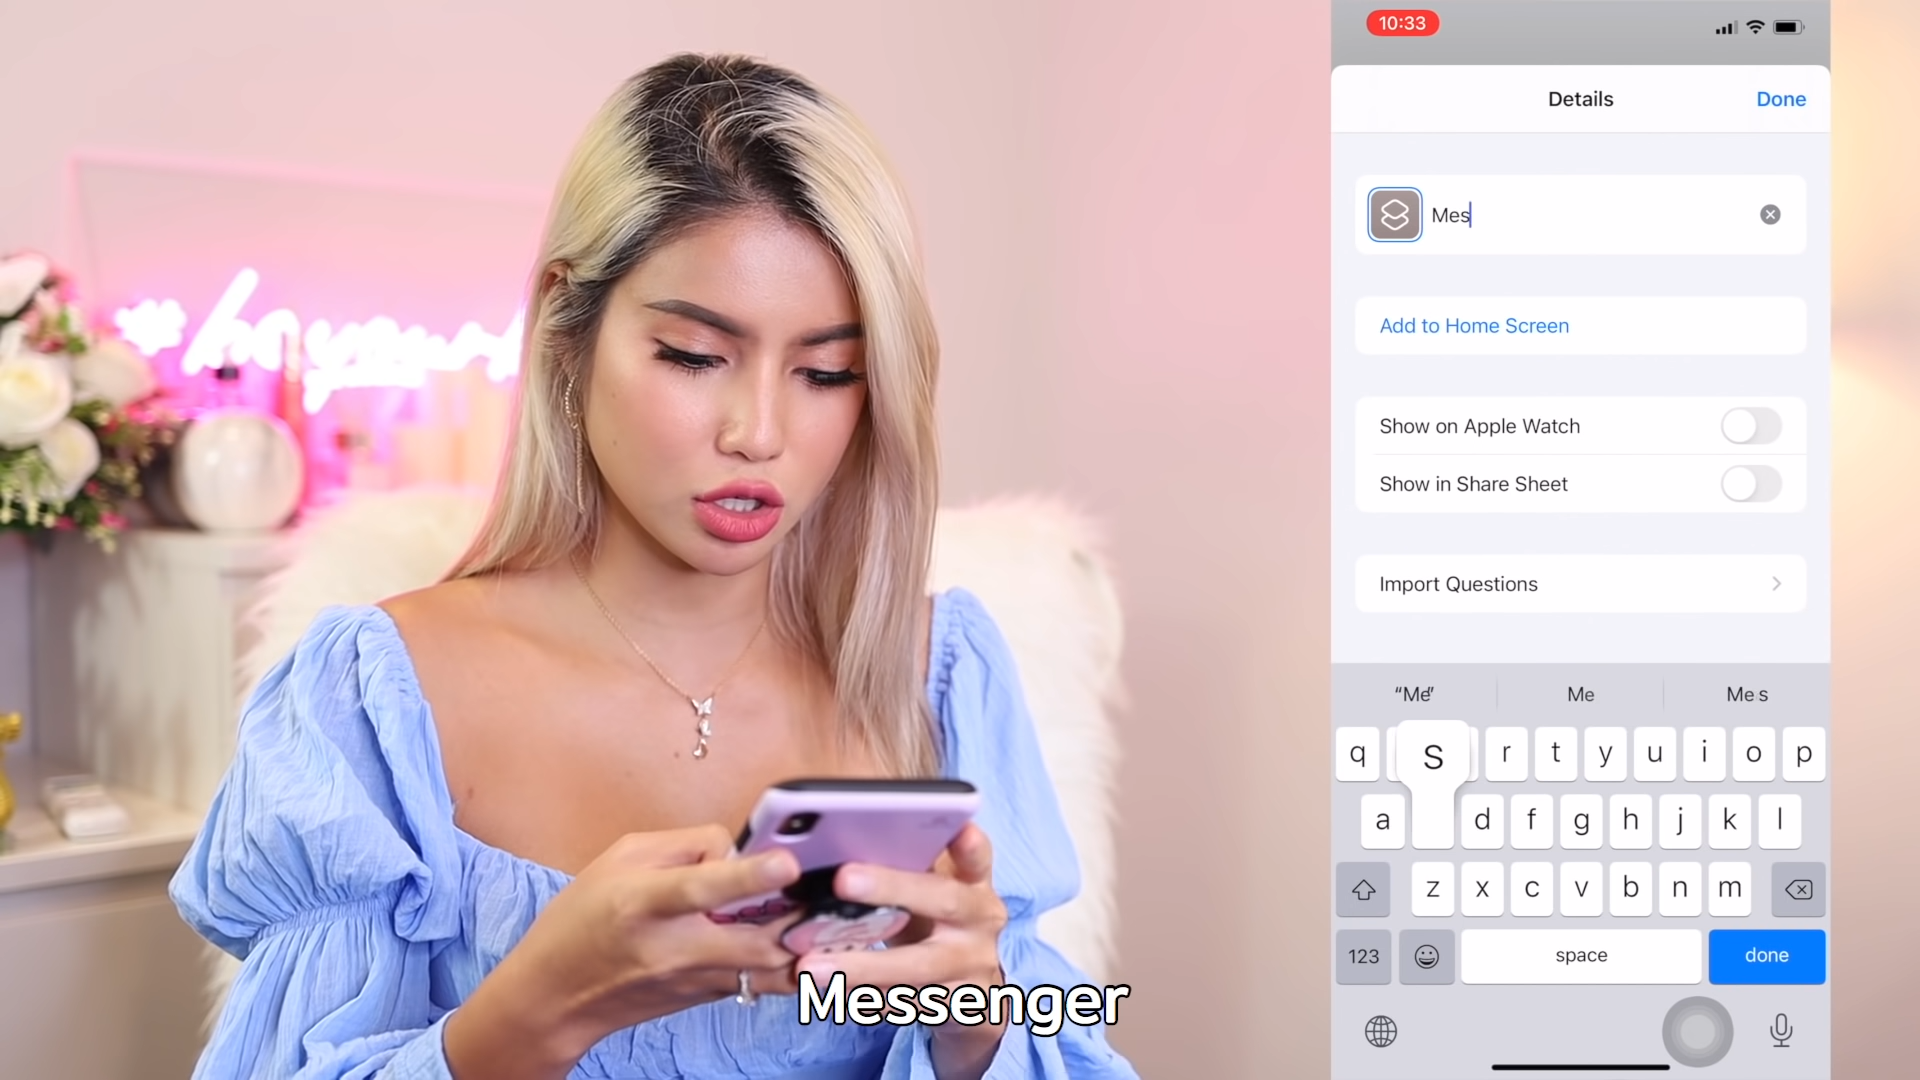 10:33
Details
Done
Mes
Add to Home Screen
Show on Apple Watch
Show in Share Sheet
Import Questions
“Me”
Me
Mes
q
S
r t y u i o p
a
d f g h j k l
z x c v b n m
123
space
done
Messenger